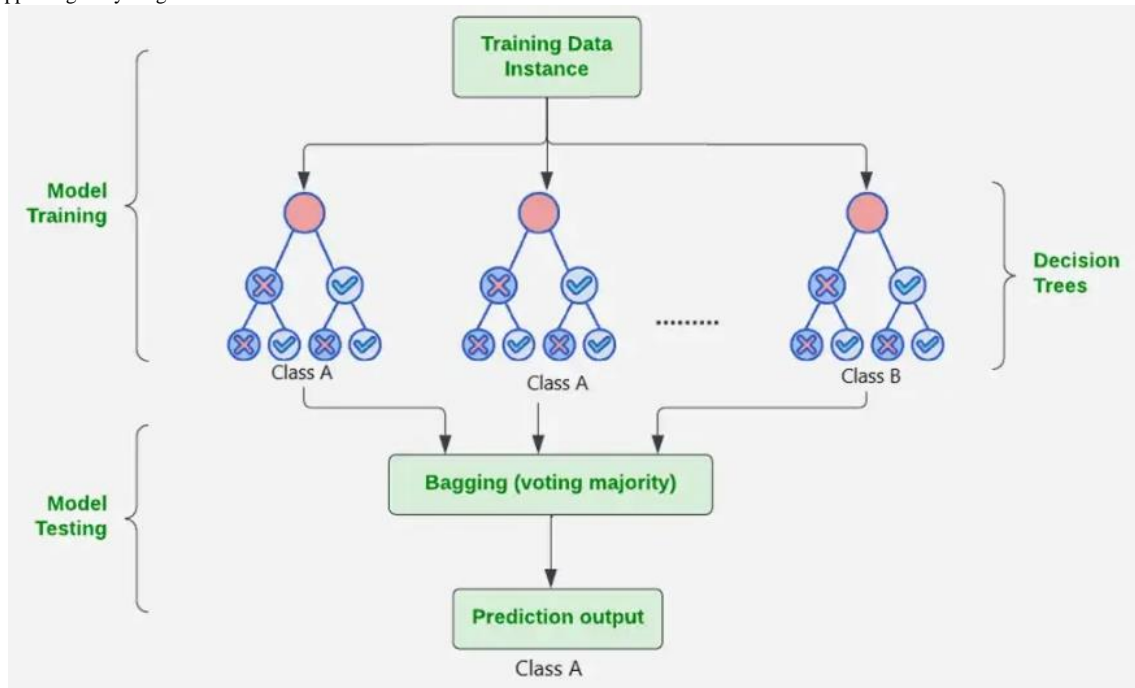 Training Data
Instance
Model
Training
Decision
Trees
Class A
Class A
.........
Class B
Bagging (voting majority)
Model
Testing
Prediction output
Class A